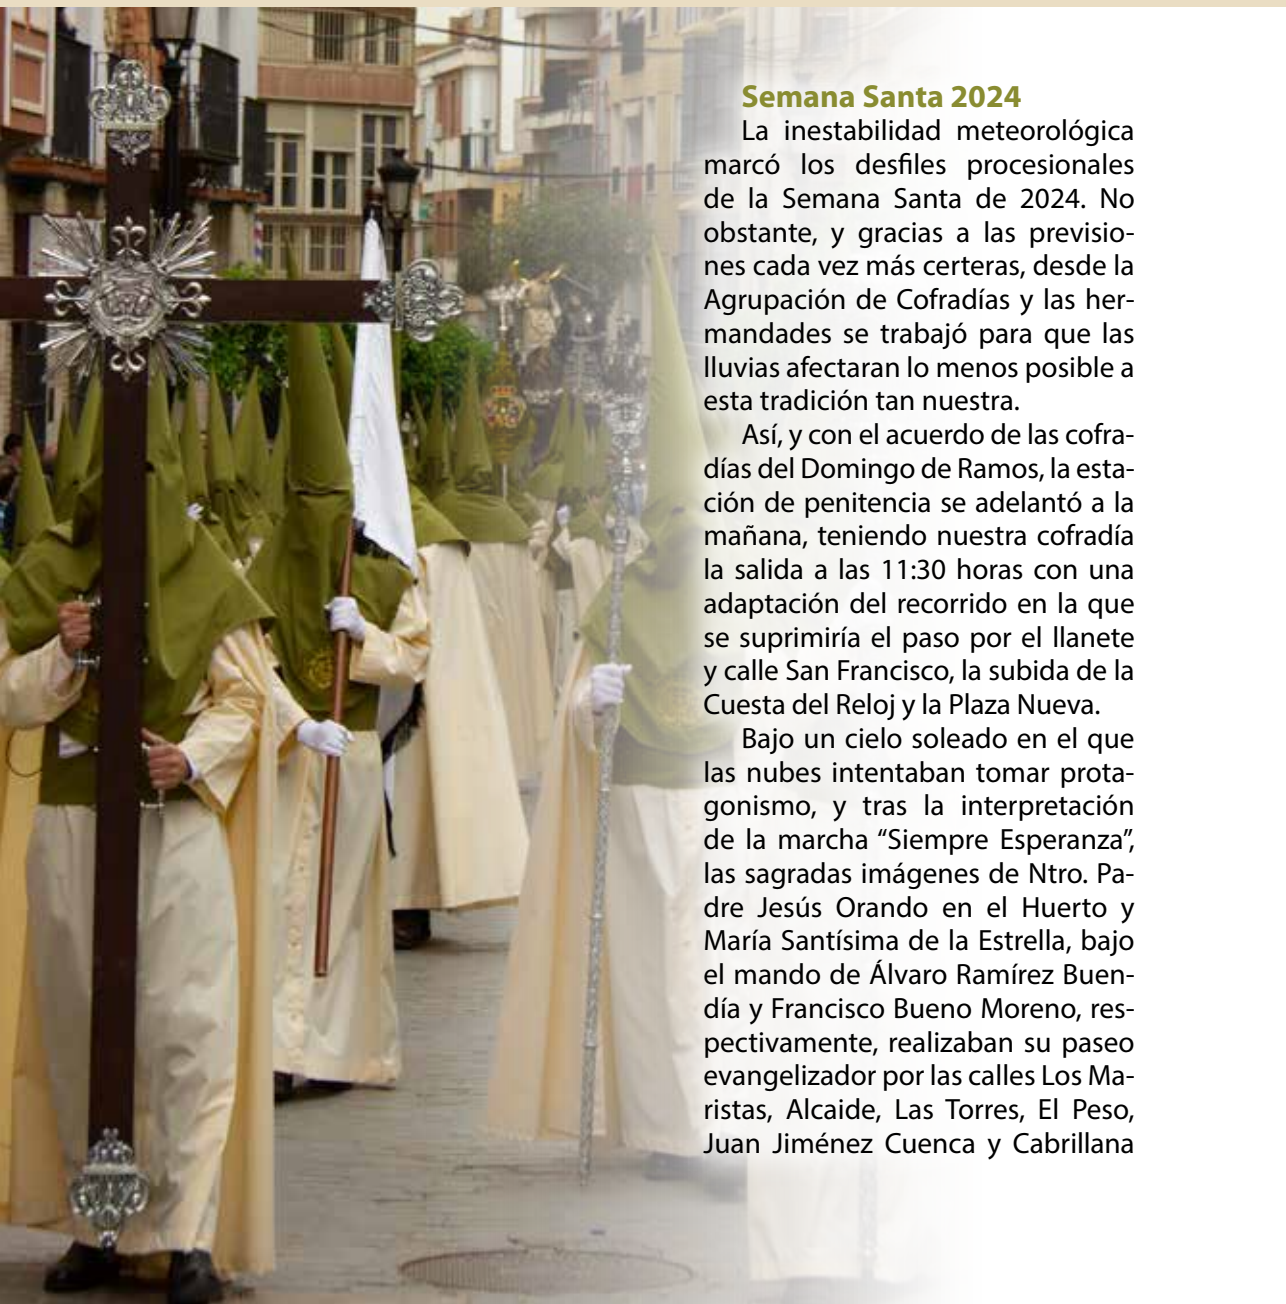 Semana Santa 2024
La inestabilidad meteorológica
marcó los desfiles procesionales
de la Semana Santa de 2024. No
obstante, y gracias a las previsio-
nes cada vez más certeras, desde la
Agrupación de Cofradías y las her-
mandades se trabajó para que las
lluvias afectaran lo menos posible a
esta tradición tan nuestra.
Así, y con el acuerdo de las cofra-
días del Domingo de Ramos, la esta-
ción de penitencia se adelantó a la
mañana, teniendo nuestra cofradía
la salida a las 11:30 horas con una
adaptación del recorrido en la que
se suprimiría el paso por el llanete
y calle San Francisco, la subida de la
Cuesta del Reloj y la Plaza Nueva.
Bajo un cielo soleado en el que
las nubes intentaban tomar prota-
gonismo, y tras la interpretación
de la marcha “Siempre Esperanza”,
las sagradas imágenes de Ntro. Pa-
dre Jesús Orando en el Huerto y
María Santísima de la Estrella, bajo
el mando de Álvaro Ramírez Buen-
día y Francisco Bueno Moreno, res-
pectivamente, realizaban su paseo
evangelizador por las calles Los Ma-
ristas, Alcaide, Las Torres, El Peso,
Juan Jiménez Cuenca y Cabrillana